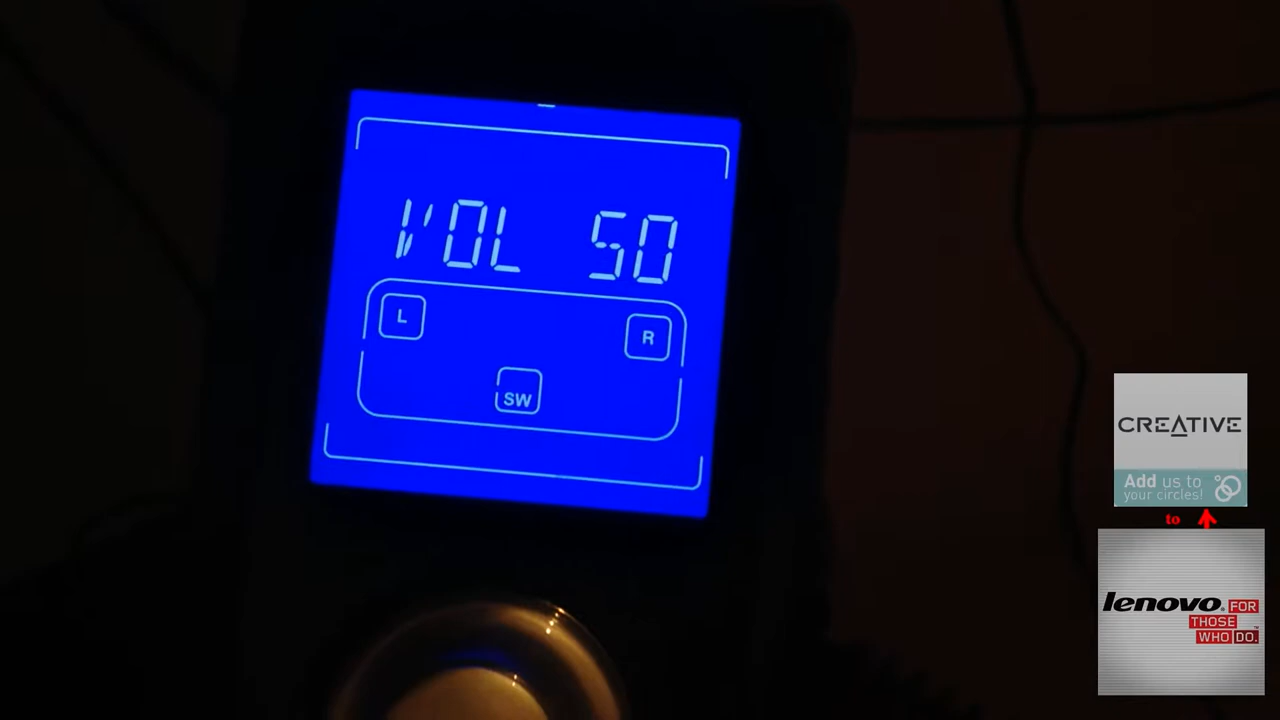 VOL 50
L
R
SW
CREATIVE
Add us to
your circles!
to
lenovo. FOR
THOSE
WHO DO.